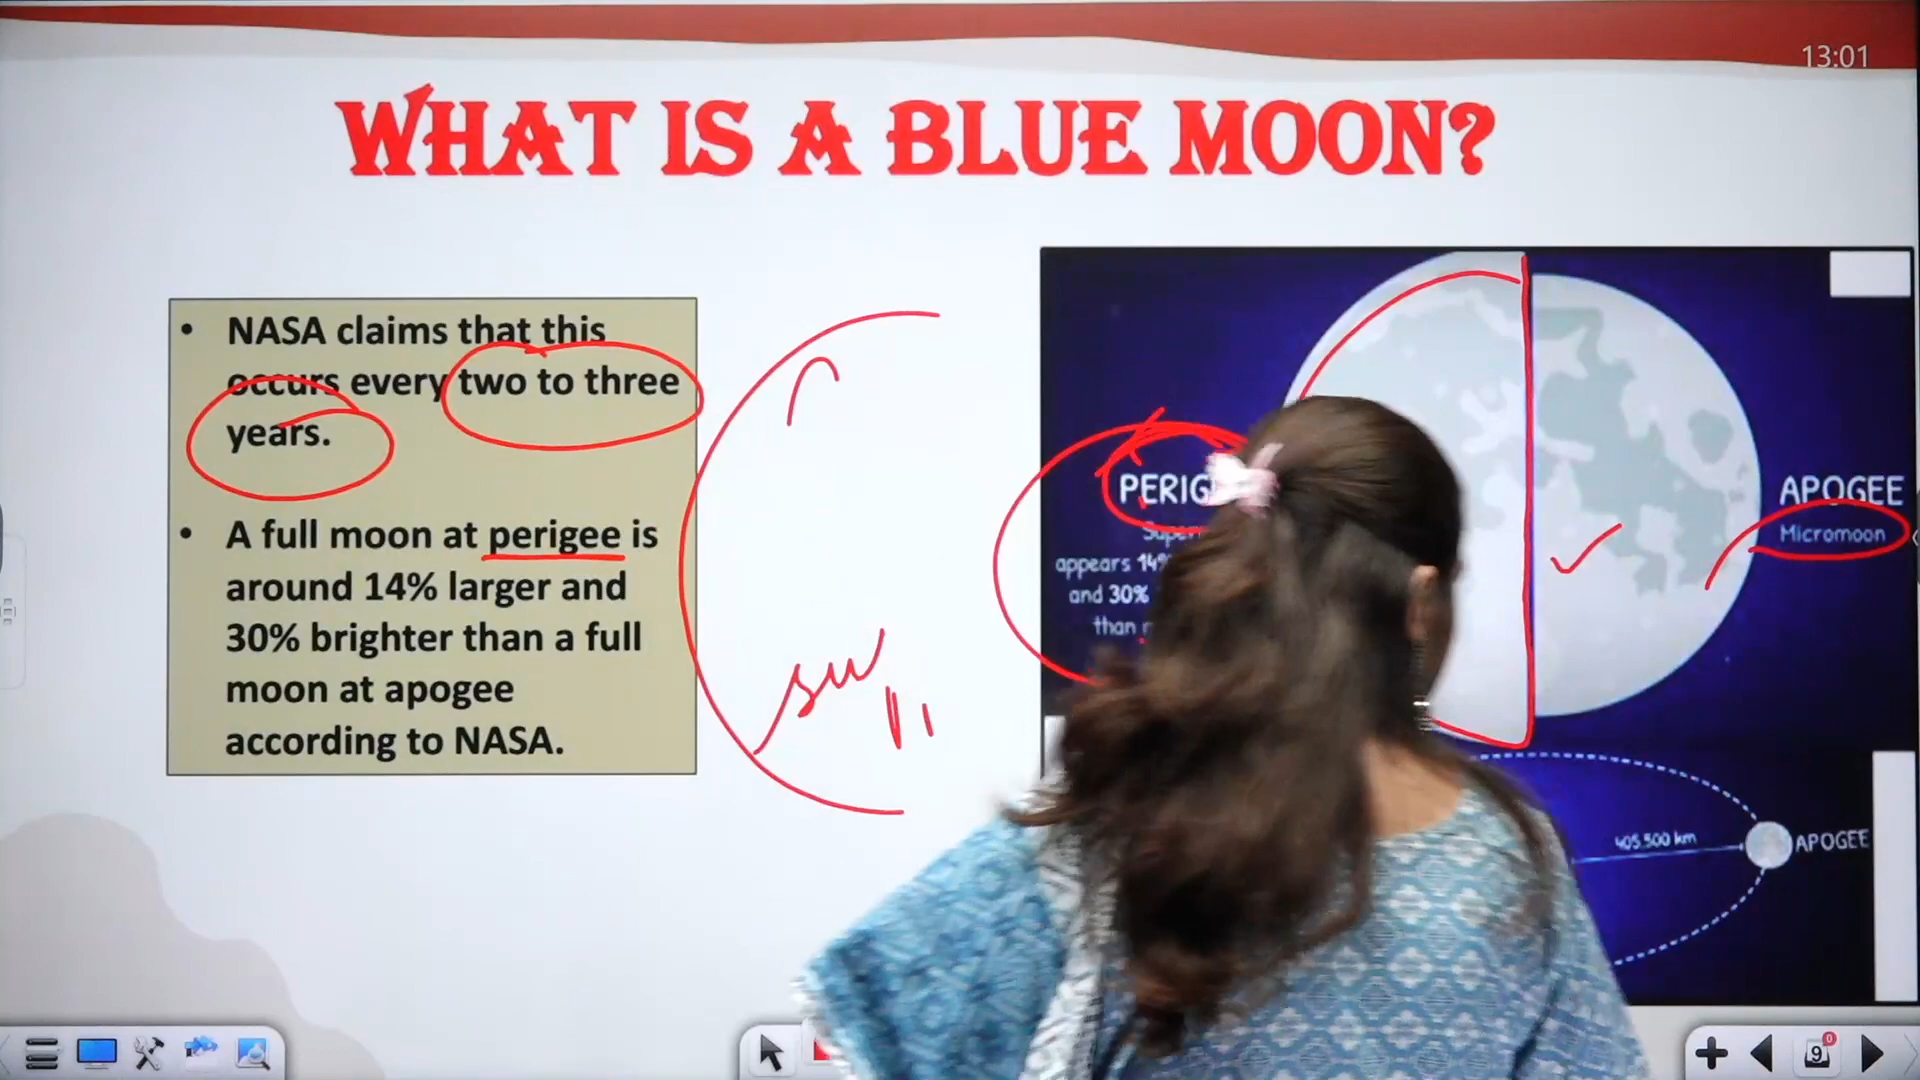 13:01
WHAT IS A BLUE MOON?
• NASA claims that this
occurs every two to three
years.
• A full moon at perigee is
around 14% larger and
30% brighter than a full
moon at apogee
according to NASA.
PERIG
appears 14%
and 30%
than
APOGEE
Micromoon
405,500 km
APOGEE
9
0